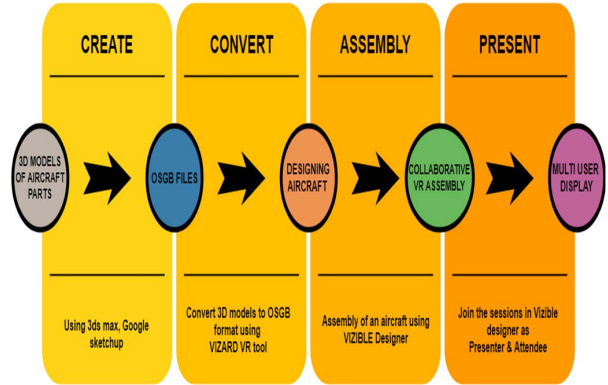 CREATE
CONVERT
ASSEMBLY
PRESENT
3D MODELS
OF AIRCRAFT
PARTS
OSGB FILES
DESIGNING
AIRCRAFT
COLLABORATIVE
VR ASSEMBLY
MULTI USER
DISPLAY
Using 3ds max, Google
sketchup
Convert 3D models to OSGB
format using
VIZARD VR tool
Assembly of an aircraft using
VIZIBLE Designer
Join the sessions in Vizible
designer as
Presenter & Attendee